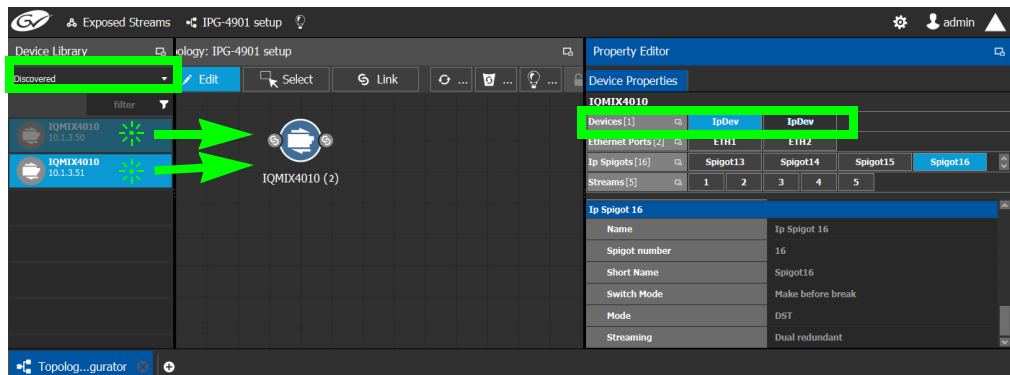 GV Exposed Streams IPG-4901 setup admin
Device Library
Discovered
filter
IQMIX4010
10.1.3.50
IQMIX4010
10.1.3.51
ology: IPG-4901 setup
Edit Select Link ... ... ...
IQMIX4010 (2)
Property Editor
Device Properties
IQMIX4010
Devices [1] IpDev IpDev
Ethernet Ports [2] ETH1 ETH2
Ip Spigots [16] Spigot13 Spigot14 Spigot15 Spigot16
Streams [5] 1 2 3 4 5
Ip Spigot 16
Name Ip Spigot 16
Spigot number 16
Short Name Spigot16
Switch Mode Make before break
Mode DST
Streaming Dual redundant
Topolog...gurator